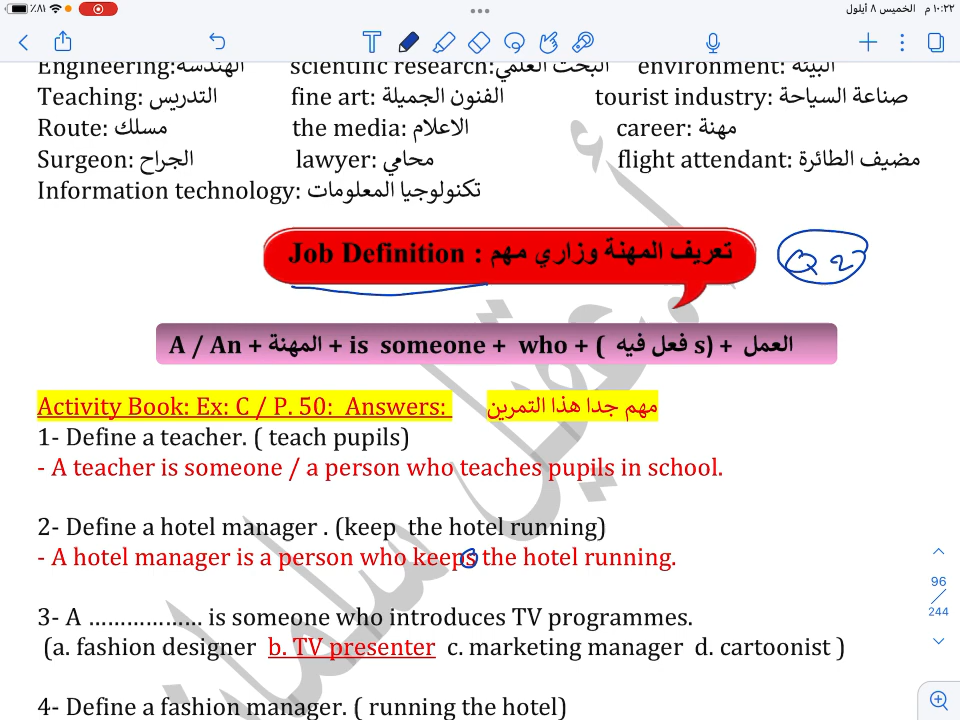 ٪٨١ ١٠:٢٢ م الخميس ٨ أيلول
Engineering:الهندسة scientific research:البحث العلمي environment: البيئة
Teaching: التدريس fine art: الفنون الجميلة tourist industry: صناعة السياحة
Route: مسلك the media: الاعلام career: مهنة
Surgeon: الجراح lawyer: محامي flight attendant: مضيف الطائرة
Information technology: تكنولوجيا المعلومات
Job Definition : تعريف المهنة وزاري مهم
Q 2
A / An + المهنة + is someone + who + ( فعل فيه s) + العمل
Activity Book: Ex: C / P. 50: Answers: مهم جدا هذا التمرين
1- Define a teacher. ( teach pupils)
- A teacher is someone / a person who teaches pupils in school.
2- Define a hotel manager . (keep the hotel running)
- A hotel manager is a person who keeps the hotel running.
3- A .................. is someone who introduces TV programmes.
(a. fashion designer b. TV presenter c. marketing manager d. cartoonist )
4- Define a fashion manager. ( running the hotel)
96
244